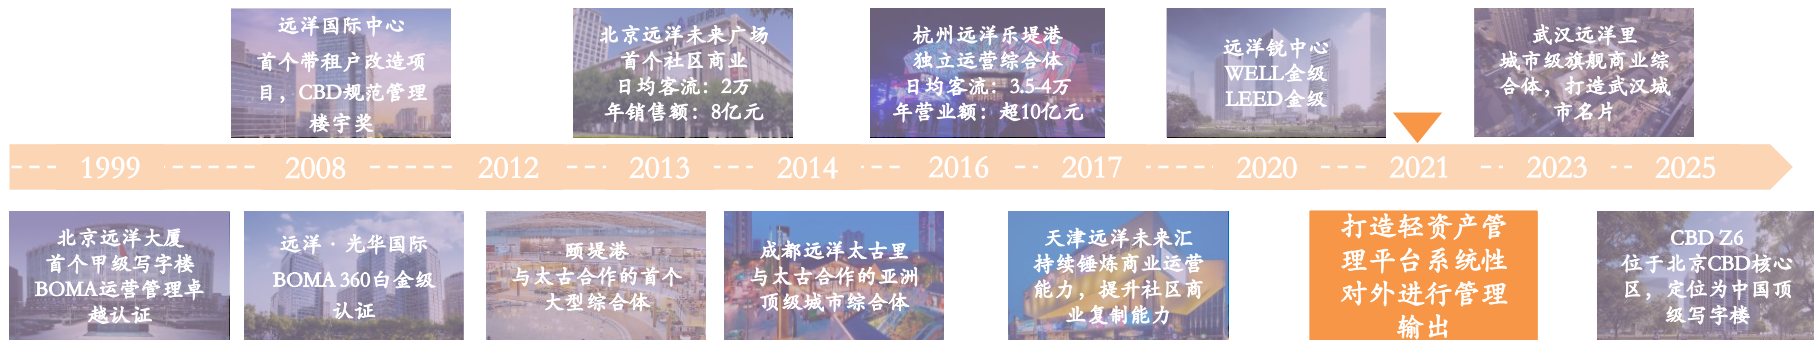 远洋国际中心
首个带租户改造项
目，CBD规范管理
楼宇奖
北京远洋未来广场
首个社区商业
日均客流：2万
年销售额：8亿元
杭州远洋乐堤港
独立运营综合体
日均客流：3.5-4万
年营业额：超10亿元
远洋锐中心
WELL金级
LEED金级
武汉远洋里
城市级旗舰商业综
合体，打造武汉城
市名片
1999
2008
2012
2013
2014
2016
2017
2020
2021
2023
2025
北京远洋大厦
首个甲级写字楼
BOMA运营管理卓
越认证
远洋·光华国际
BOMA 360白金级
认证
颐堤港
与太古合作的首个
大型综合体
成都远洋太古里
与太古合作的亚洲
顶级城市综合体
天津远洋未来汇
持续锤炼商业运营
能力，提升社区商
业复制能力
打造轻资产管
理平台系统性
对外进行管理
输出
CBD Z6
位于北京CBD核心
区，定位为中国顶
级写字楼